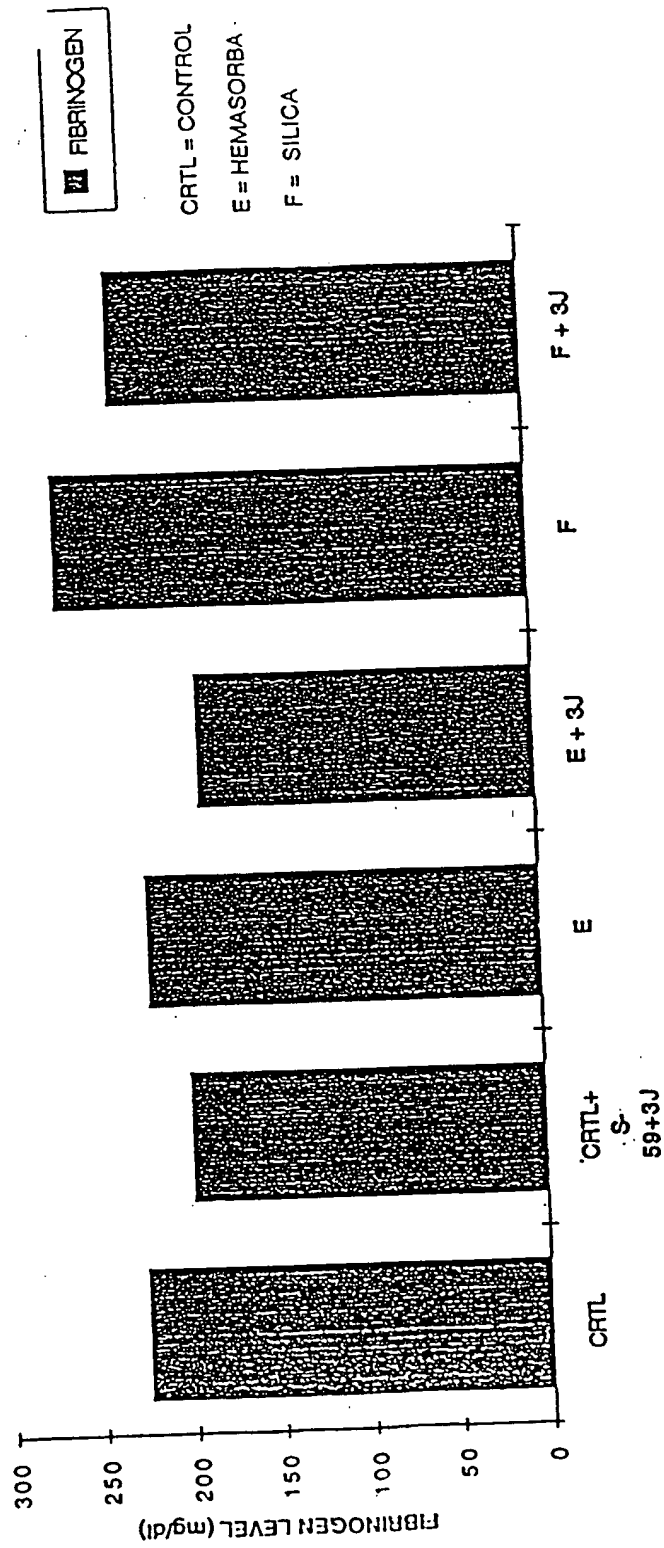 FIBRINOGEN
CRTL = CONTROL
E = HEMASORBA
F = SILICA
FIBRINOGEN LEVEL (mg/dl)
300
250
200
150
100
50
0
CRTL
CRTL+
S-
59+3J
E
E + 3J
F
F + 3J